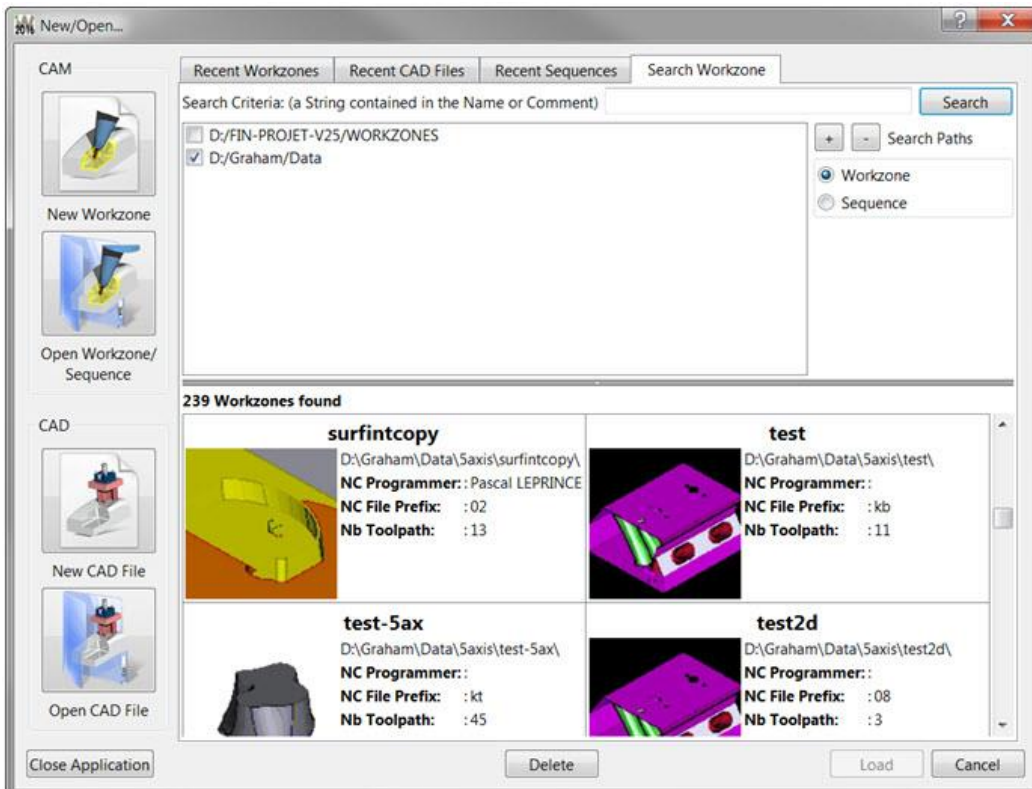 2016 New/Open...
CAM
New Workzone
Open Workzone/
Sequence
CAD
New CAD File
Open CAD File
Recent Workzones
Recent CAD Files
Recent Sequences
Search Workzone
Search Criteria: (a String contained in the Name or Comment)
Search
D:/FIN-PROJET-V25/WORKZONES
D:/Graham/Data
+ - Search Paths
Workzone
Sequence
239 Workzones found
surfintcopy
D:\Graham\Data\5axis\surfintcopy\
NC Programmer: : Pascal LEPRINCE
NC File Prefix: : 02
Nb Toolpath: : 13
test
D:\Graham\Data\5axis\test\
NC Programmer: :
NC File Prefix: : kb
Nb Toolpath: : 11
test-5ax
D:\Graham\Data\5axis\test-5ax\
NC Programmer: :
NC File Prefix: : kt
Nb Toolpath: : 45
test2d
D:\Graham\Data\5axis\test2d\
NC Programmer: :
NC File Prefix: : 08
Nb Toolpath: : 3
Close Application
Delete
Load
Cancel